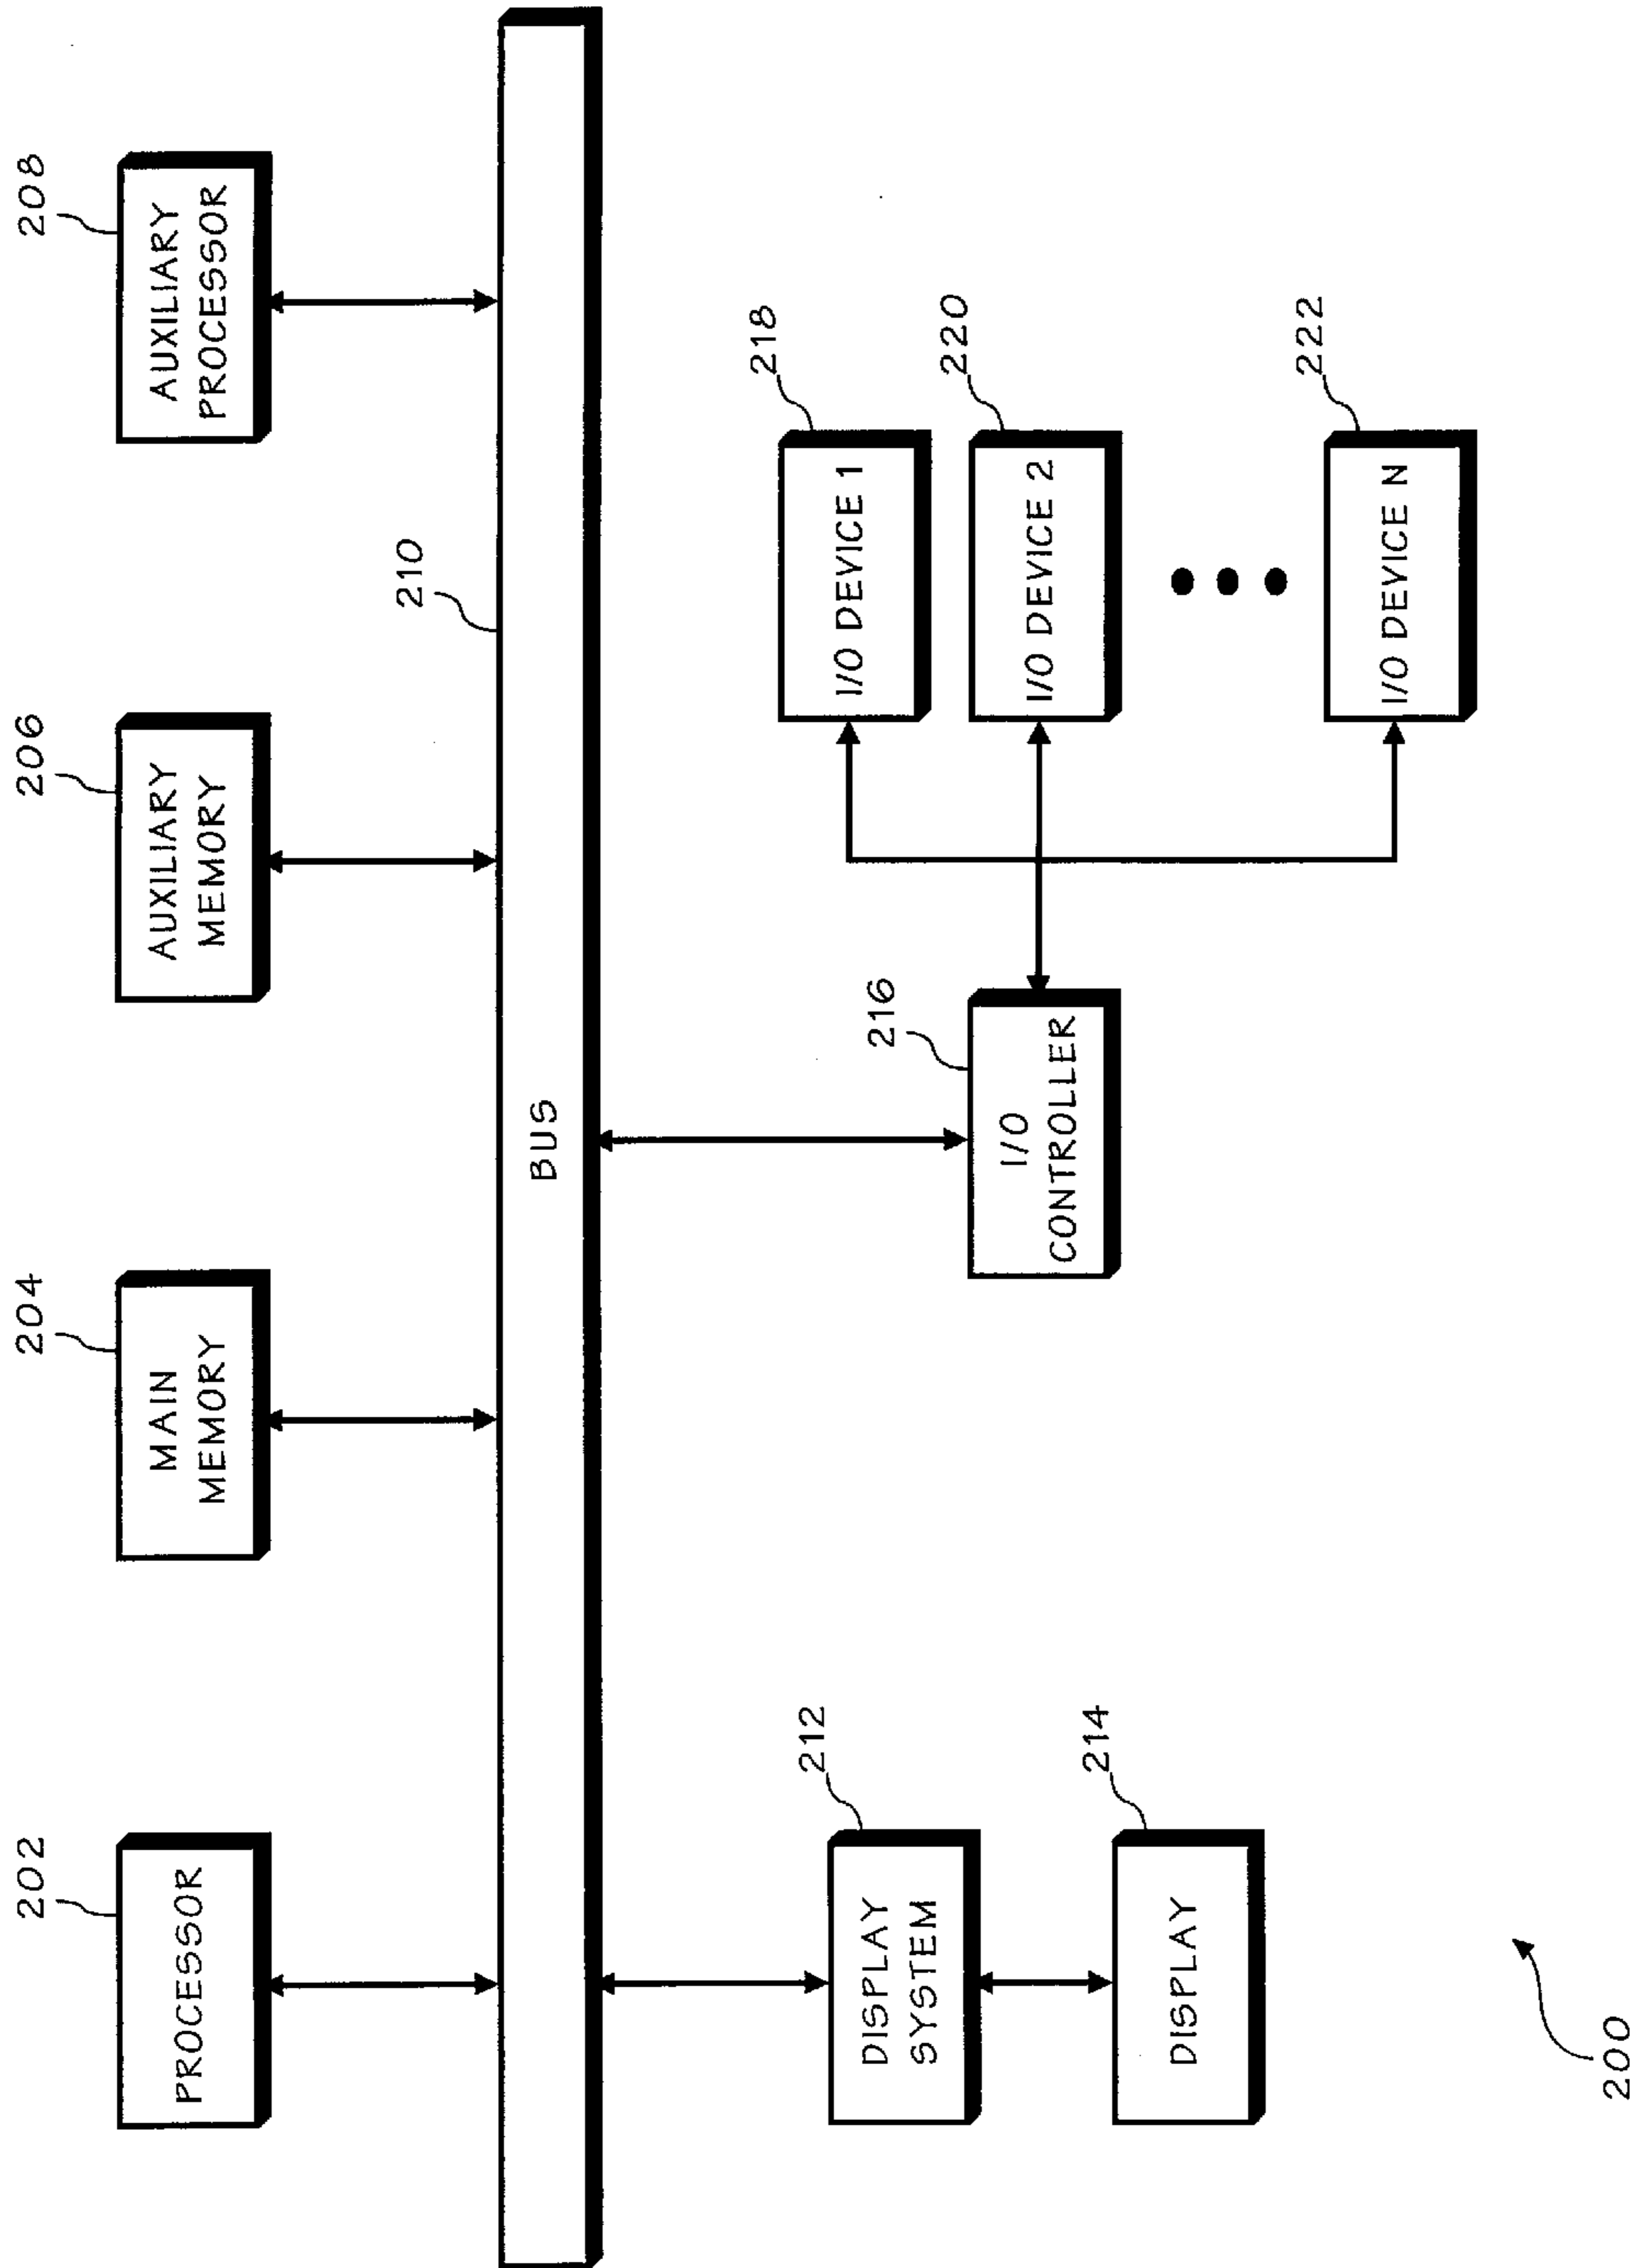 202
204
206
208
PROCESSOR
MAIN
MEMORY
AUXILIARY
MEMORY
AUXILIARY
PROCESSOR
210
BUS
212
DISPLAY
SYSTEM
214
DISPLAY
216
I/O
CONTROLLER
218
I/O DEVICE 1
220
I/O DEVICE 2
222
I/O DEVICE N
200